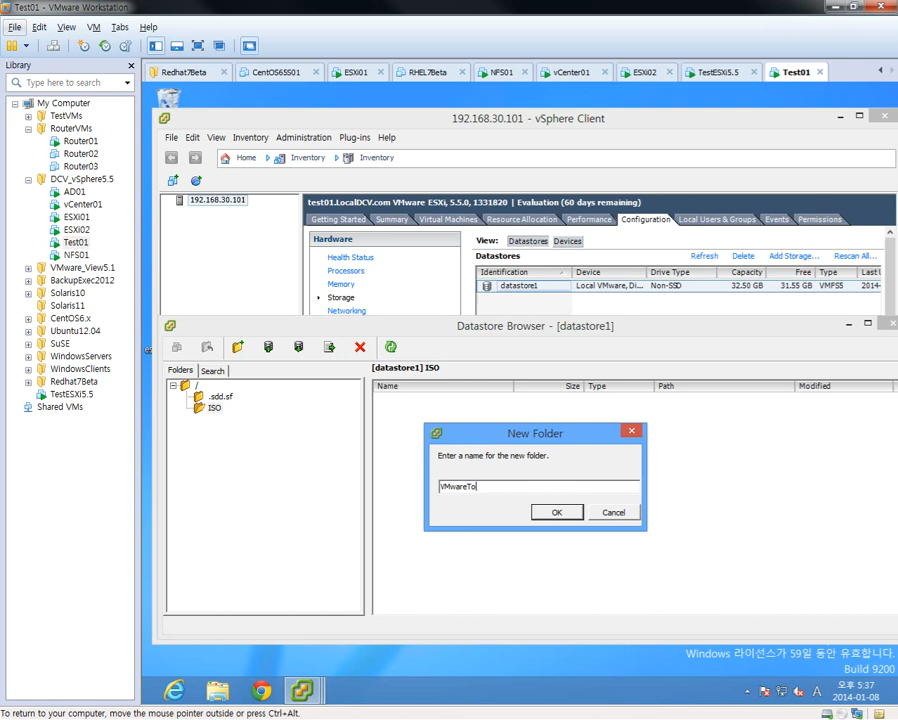 Test01 - VMware Workstation
File Edit View VM Tabs Help
Library
Type here to search
My Computer
TestVMs
RouterVMs
Router01
Router02
Router03
DCV_vSphere5.5
AD01
vCenter01
ESXi01
ESXi02
Test01
NFS01
VMware_View5.1
BackupExec2012
Solaris10
Solaris11
CentOS6.x
Ubuntu12.04
SuSE
WindowsServers
WindowsClients
Redhat7Beta
TestESXi5.5
Shared VMs
Redhat7Beta CentOS65S01 ESXi01 RHEL7Beta NFS01 vCenter01 ESXi02 TestESXi5.5 Test01
192.168.30.101 - vSphere Client
File Edit View Inventory Administration Plug-ins Help
Home Inventory Inventory
192.168.30.101
test01.LocalDCV.com VMware ESXi, 5.5.0, 1331820 | Evaluation (60 days remaining)
Getting Started Summary Virtual Machines Resource Allocation Performance Configuration Local Users & Groups Events Permissions
Hardware
Health Status
Processors
Memory
Storage
Networking
View: Datastores Devices
Datastores Refresh Delete Add Storage... Rescan All...
Identification Device Drive Type Capacity Free Type Last U
datastore1 Local VMware, Di... Non-SSD 32.50 GB 31.55 GB VMFS5 2014-
Datastore Browser - [datastore1]
Folders Search
/
.sdd.sf
ISO
[datastore1] ISO
Name Size Type Path Modified
New Folder
Enter a name for the new folder.
VMwareTo
OK Cancel
Windows 라이선스가 59일 동안 유효합니다.
Build 9200
A
오후 5:37
2014-01-08
To return to your computer, move the mouse pointer outside or press Ctrl+Alt.